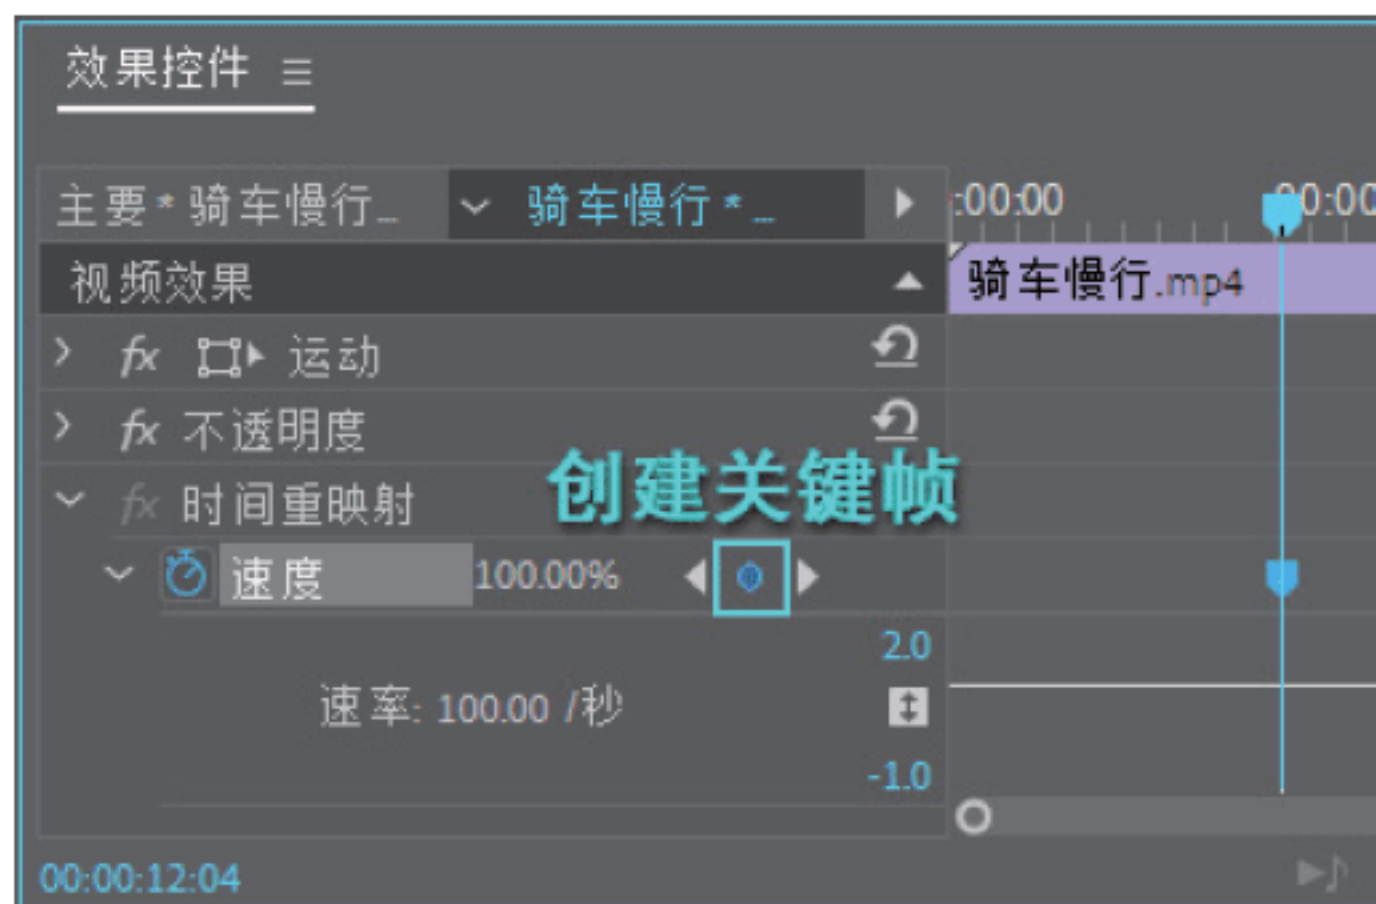 效果控件
主要*骑车慢行... 骑车慢行*... :00:00 00:00
视频效果 骑车慢行.mp4
fx 运动
fx 不透明度
创建关键帧
fx 时间重映射
速度 100.00%
2.0
速率: 100.00 /秒
-1.0
00:00:12:04